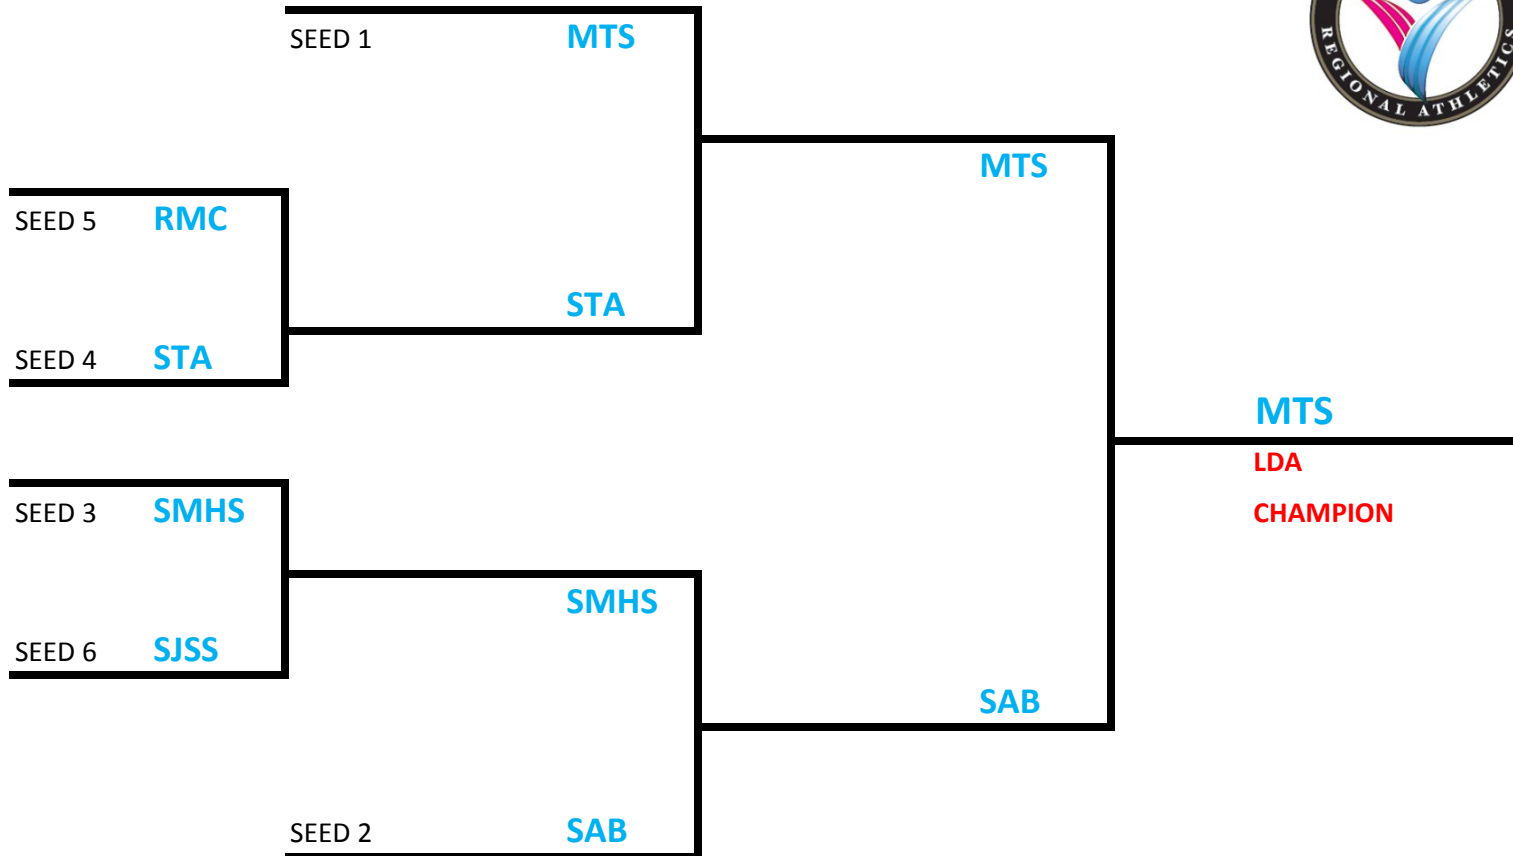 SEED 1 MTS
REGIONAL ATHLETICS
MTS
SEED 5 RMC
STA
SEED 4 STA
MTS
LDA
CHAMPION
SEED 3 SMHS
SMHS
SEED 6 SJSS
SAB
SEED 2 SAB